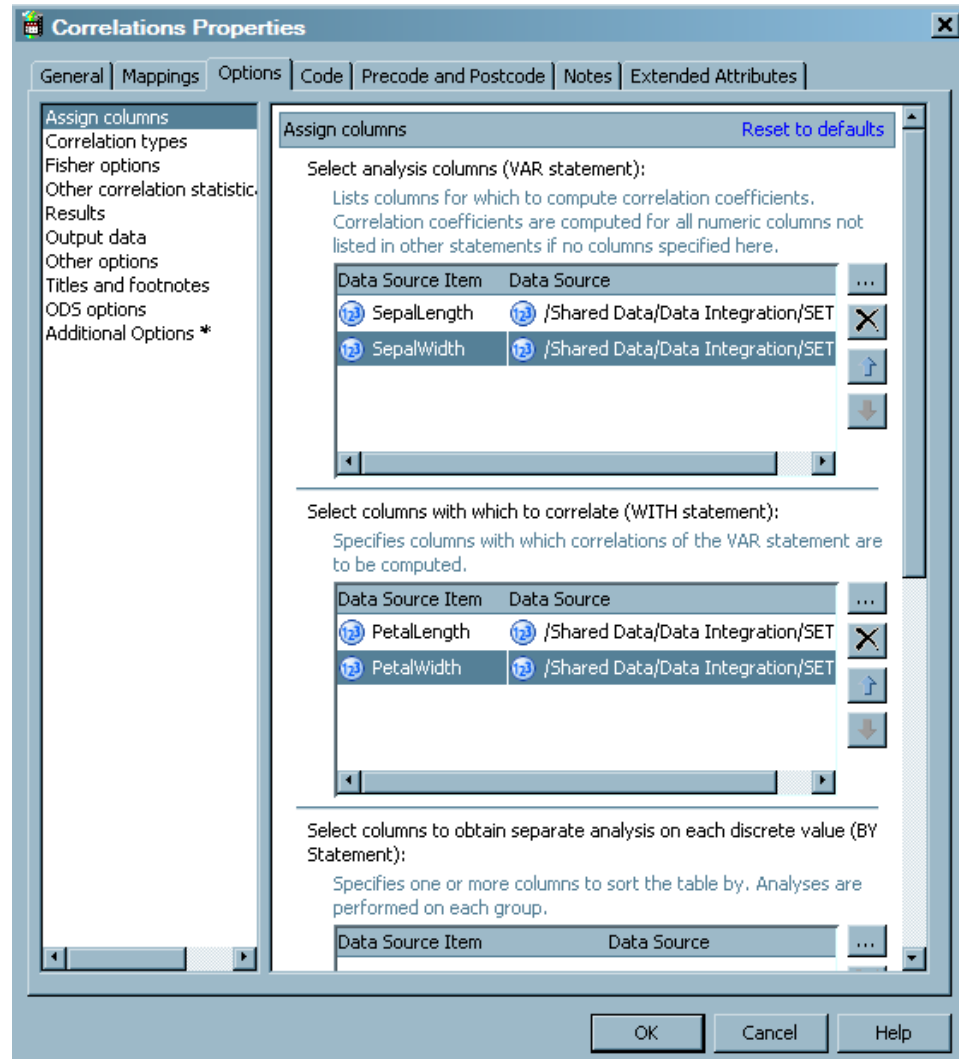 Correlations Properties
General Mappings Options Code Precode and Postcode Notes Extended Attributes
Assign columns
Correlation types
Fisher options
Other correlation statistic
Results
Output data
Other options
Titles and footnotes
ODS options
Additional Options *
Assign columns Reset to defaults
Select analysis columns (VAR statement):
Lists columns for which to compute correlation coefficients.
Correlation coefficients are computed for all numeric columns not
listed in other statements if no columns specified here.
Data Source Item Data Source ...
123 SepalLength 123 /Shared Data/Data Integration/SET
123 SepalWidth 123 /Shared Data/Data Integration/SET
Select columns with which to correlate (WITH statement):
Specifies columns with which correlations of the VAR statement are
to be computed.
Data Source Item Data Source ...
123 PetalLength 123 /Shared Data/Data Integration/SET
123 PetalWidth 123 /Shared Data/Data Integration/SET
Select columns to obtain separate analysis on each discrete value (BY
Statement):
Specifies one or more columns to sort the table by. Analyses are
performed on each group.
Data Source Item Data Source ...
OK Cancel Help